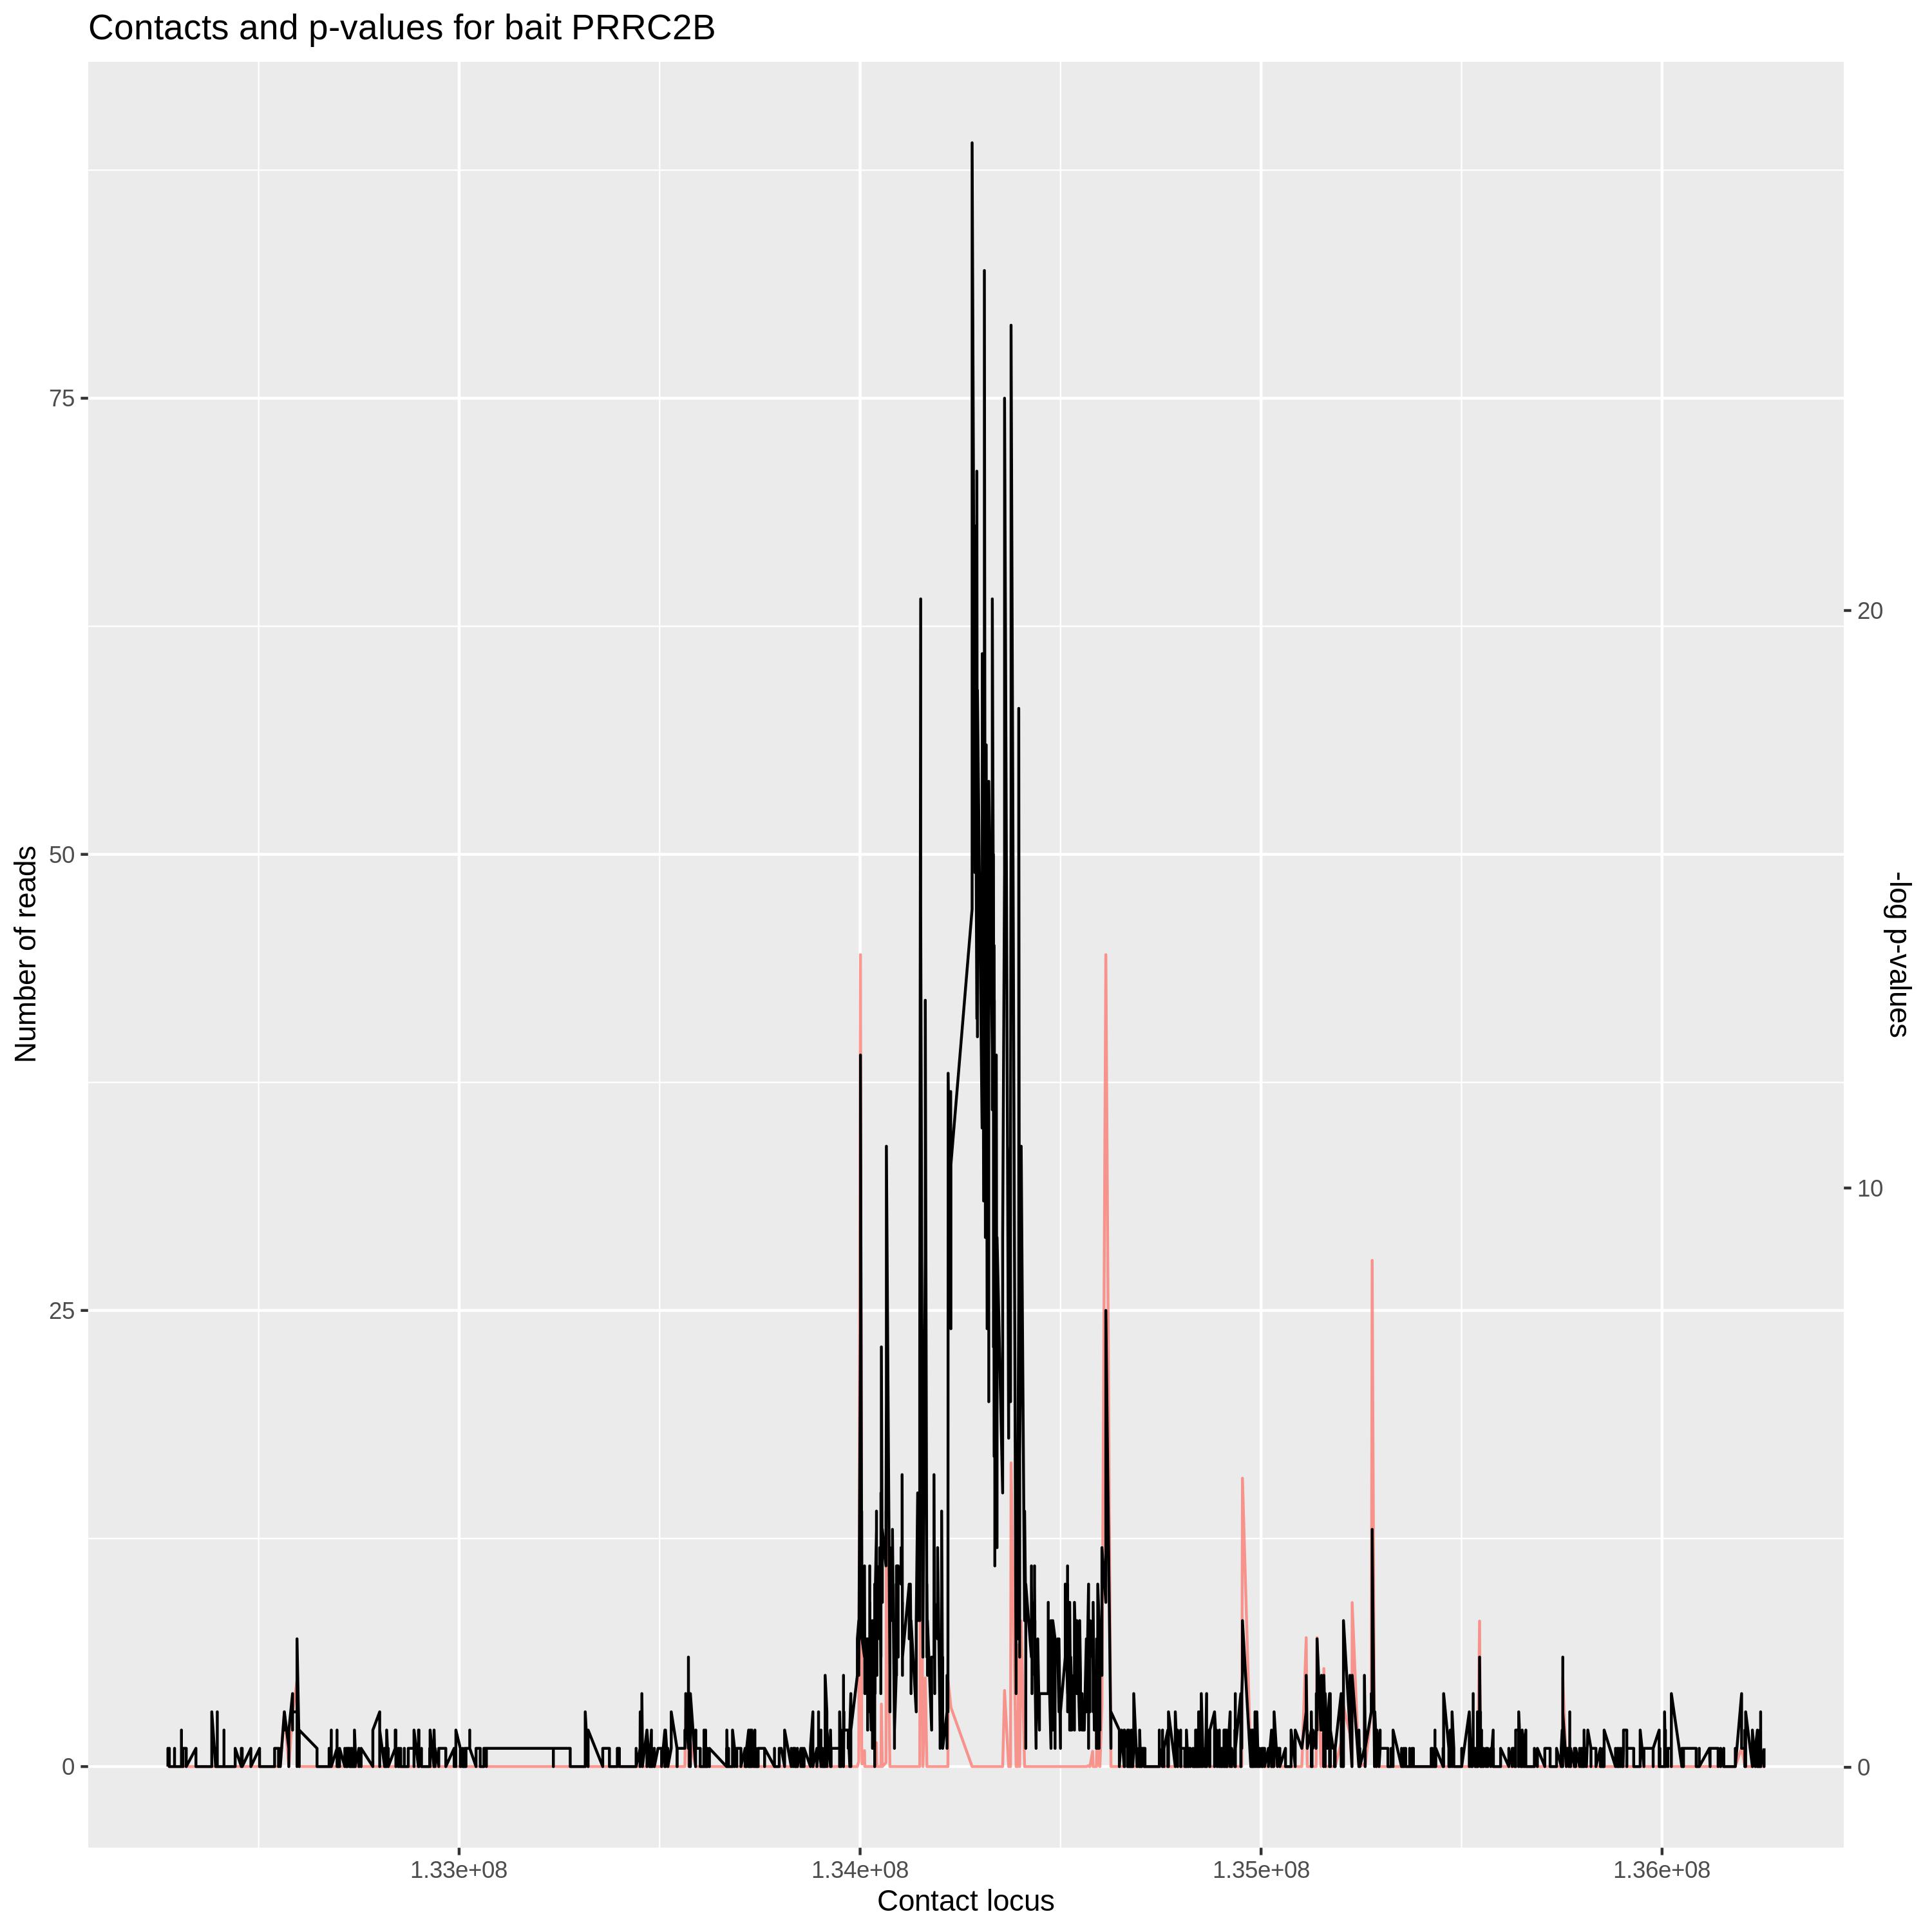 Contacts and p-values for bait PRRC2B
Number of reads
75
50
25
0
20
10
0
-log p-values
1.33e+08
1.34e+08
1.35e+08
1.36e+08
Contact locus